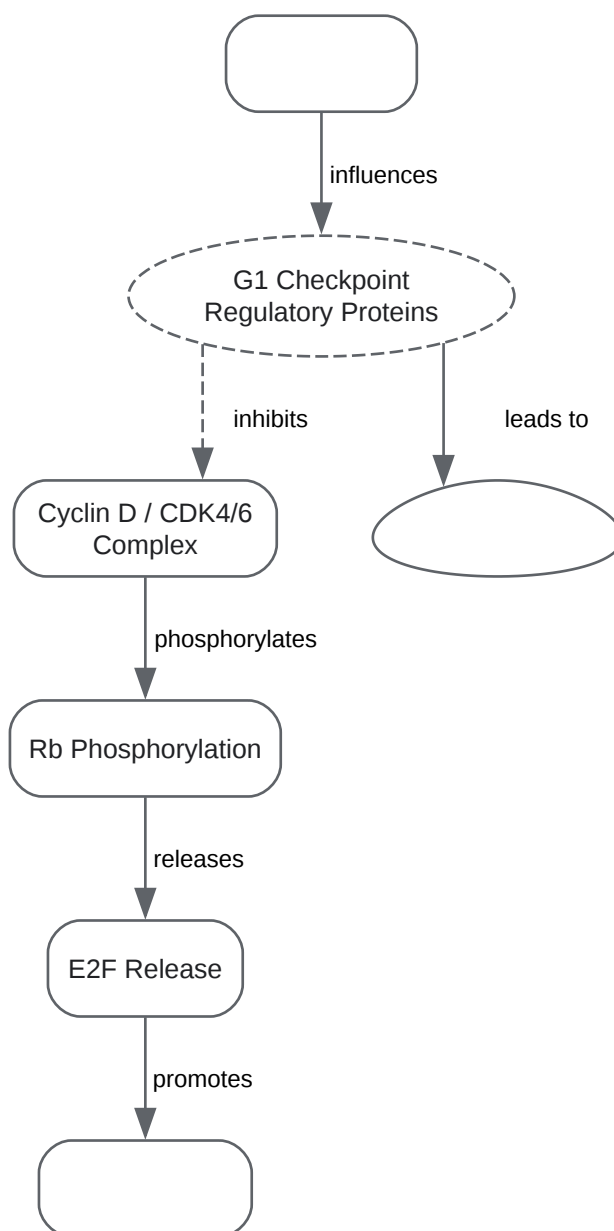 influences
G1 Checkpoint
Regulatory Proteins
inhibits
leads to
Cyclin D / CDK4/6
Complex
phosphorylates
Rb Phosphorylation
releases
E2F Release
promotes